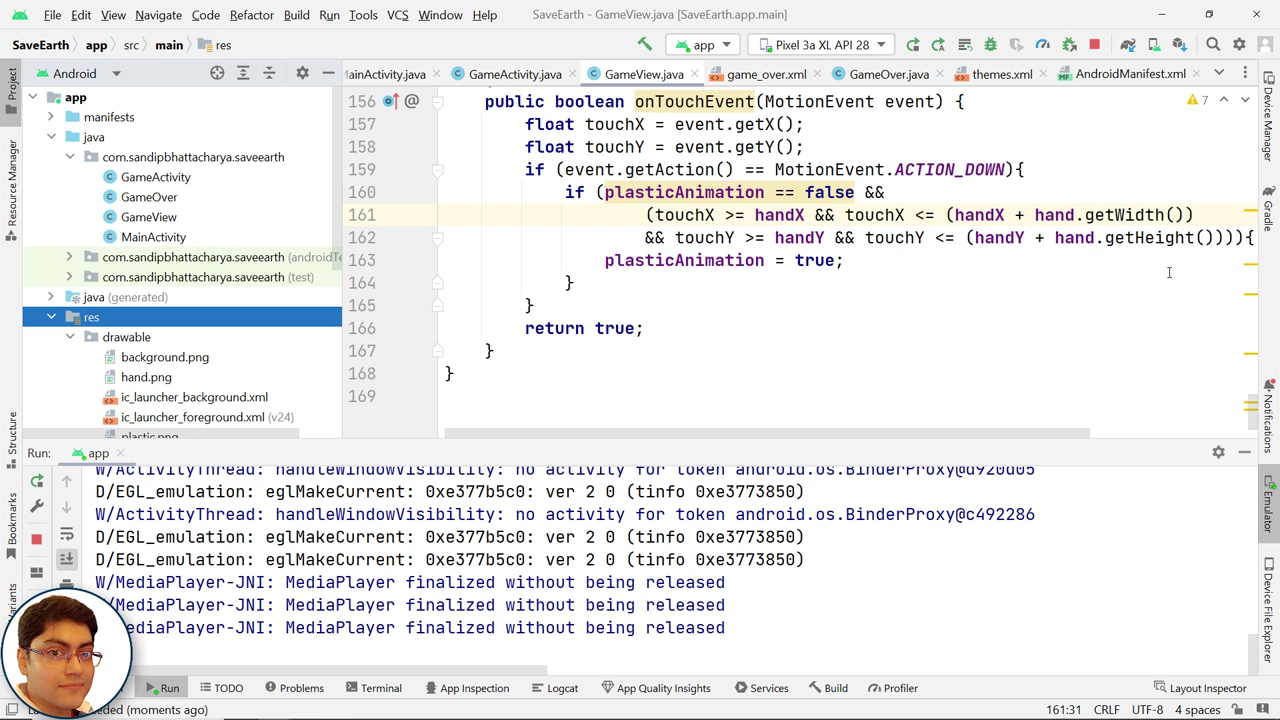 File Edit View Navigate Code Refactor Build Run Tools VCS Window Help SaveEarth - GameView.java [SaveEarth.app.main]
SaveEarth app src main res app Pixel 3a XL API 28
Android
MainActivity.java GameActivity.java GameView.java game_over.xml GameOver.java themes.xml AndroidManifest.xml
Project
Resource Manager
Structure
Bookmarks
app
manifests
java
com.sandipbhattacharya.saveearth
GameActivity
GameOver
GameView
MainActivity
com.sandipbhattacharya.saveearth (androidTe
com.sandipbhattacharya.saveearth (test)
java (generated)
res
drawable
background.png
hand.png
ic_launcher_background.xml
ic_launcher_foreground.xml (v24)
plastic.png
7
156 @ public boolean onTouchEvent(MotionEvent event) {
157 float touchX = event.getX();
158 float touchY = event.getY();
159 if (event.getAction() == MotionEvent.ACTION_DOWN){
160 if (plasticAnimation == false &&
161 (touchX >= handX && touchX <= (handX + hand.getWidth())
162 && touchY >= handY && touchY <= (handY + hand.getHeight()))){
163 plasticAnimation = true;
164 }
165 }
166 return true;
167 }
168 }
169
Device Manager
Gradle
Notifications
Emulator
Device File Explorer
Run: app
W/ActivityThread: handleWindowVisibility: no activity for token android.os.BinderProxy@d920d05
D/EGL_emulation: eglMakeCurrent: 0xe377b5c0: ver 2 0 (tinfo 0xe3773850)
W/ActivityThread: handleWindowVisibility: no activity for token android.os.BinderProxy@c492286
D/EGL_emulation: eglMakeCurrent: 0xe377b5c0: ver 2 0 (tinfo 0xe3773850)
D/EGL_emulation: eglMakeCurrent: 0xe377b5c0: ver 2 0 (tinfo 0xe3773850)
W/MediaPlayer-JNI: MediaPlayer finalized without being released
/MediaPlayer-JNI: MediaPlayer finalized without being released
ediaPlayer-JNI: MediaPlayer finalized without being released
Run TODO Problems Terminal App Inspection Logcat App Quality Insights Services Build Profiler Layout Inspector
(moments ago) 161:31 CRLF UTF-8 4 spaces